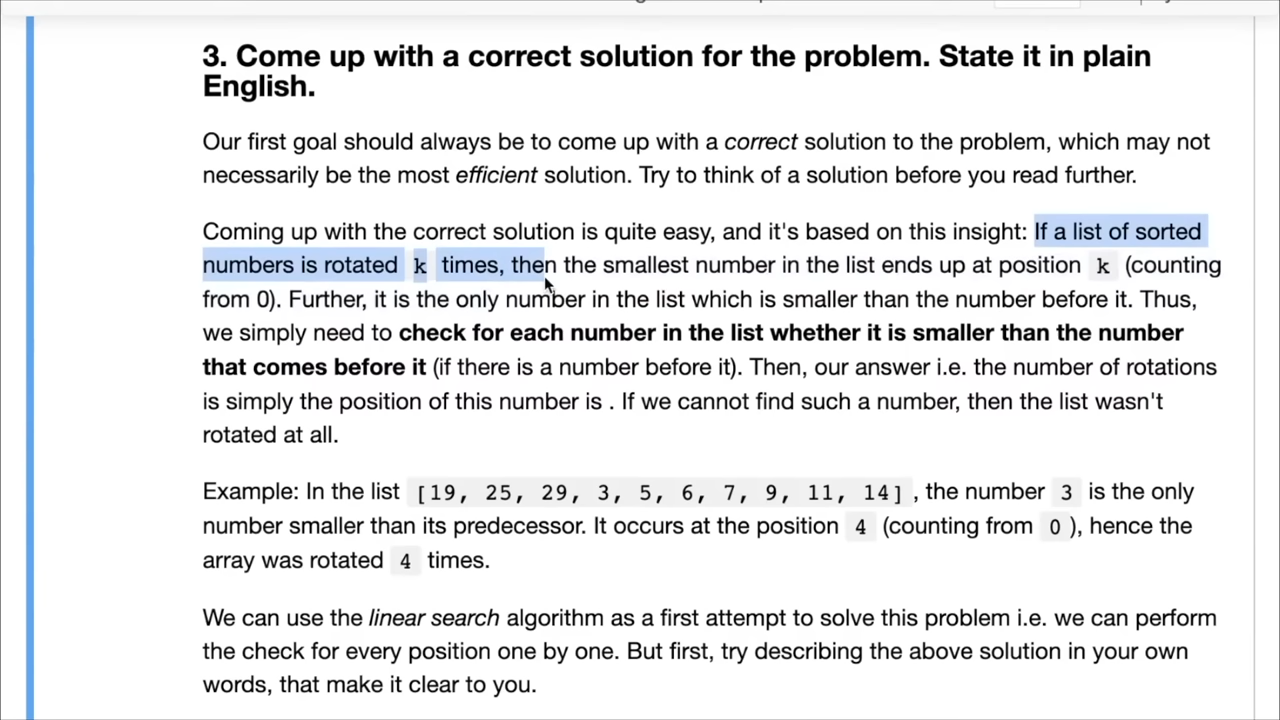 3. Come up with a correct solution for the problem. State it in plain
English.
Our first goal should always be to come up with a correct solution to the problem, which may not
necessarily be the most efficient solution. Try to think of a solution before you read further.
Coming up with the correct solution is quite easy, and it's based on this insight: If a list of sorted
numbers is rotated k times, then the smallest number in the list ends up at position k (counting
from 0). Further, it is the only number in the list which is smaller than the number before it. Thus,
we simply need to check for each number in the list whether it is smaller than the number
that comes before it (if there is a number before it). Then, our answer i.e. the number of rotations
is simply the position of this number is . If we cannot find such a number, then the list wasn't
rotated at all.
Example: In the list [19, 25, 29, 3, 5, 6, 7, 9, 11, 14], the number 3 is the only
number smaller than its predecessor. It occurs at the position 4 (counting from 0), hence the
array was rotated 4 times.
We can use the linear search algorithm as a first attempt to solve this problem i.e. we can perform
the check for every position one by one. But first, try describing the above solution in your own
words, that make it clear to you.